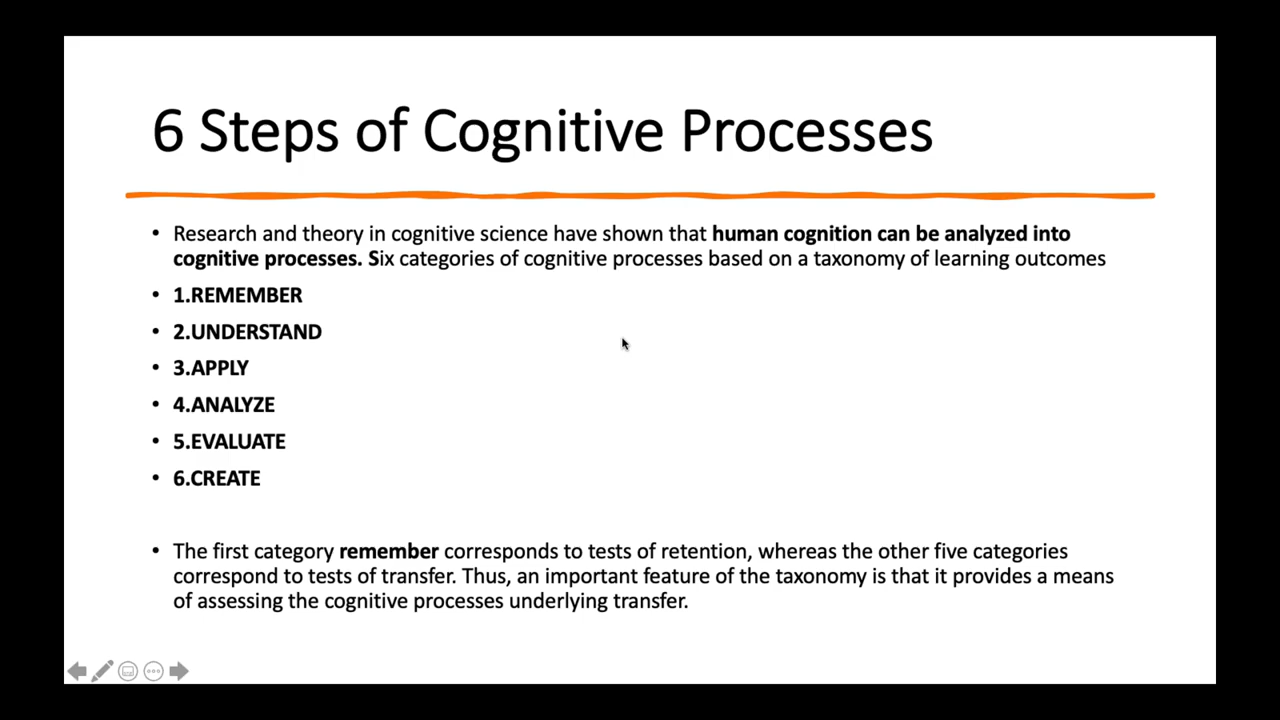 6 Steps of Cognitive Processes
• Research and theory in cognitive science have shown that human cognition can be analyzed into
cognitive processes. Six categories of cognitive processes based on a taxonomy of learning outcomes
• 1.REMEMBER
• 2.UNDERSTAND
• 3.APPLY
• 4.ANALYZE
• 5.EVALUATE
• 6.CREATE
• The first category remember corresponds to tests of retention, whereas the other five categories
correspond to tests of transfer. Thus, an important feature of the taxonomy is that it provides a means
of assessing the cognitive processes underlying transfer.